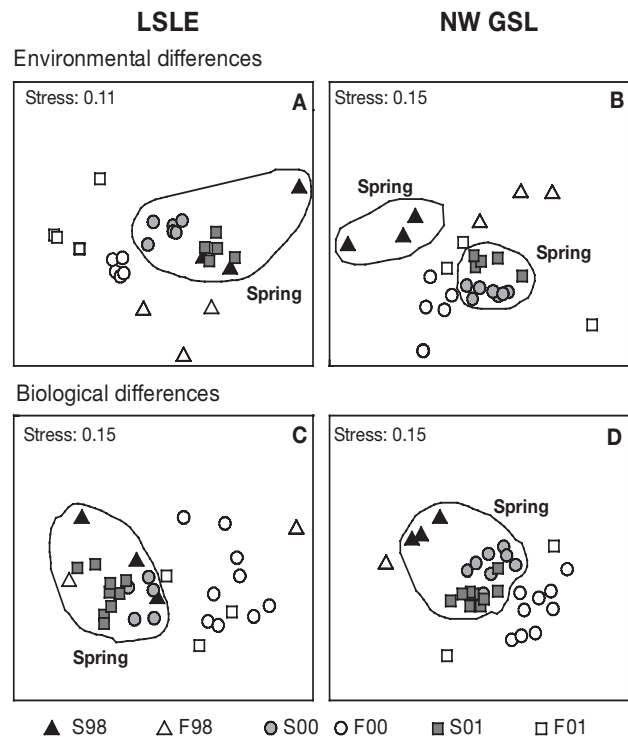 LSLE NW GSL
Environmental differences
Stress: 0.11 A
Stress: 0.15 B
Spring
Spring
Spring
Biological differences
Stress: 0.15 C
Stress: 0.15 D
Spring
Spring
S98 F98 S00 F00 S01 F01